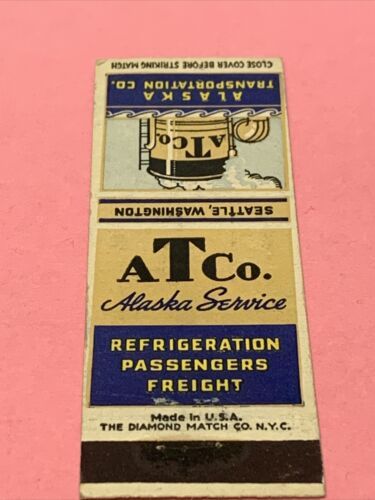 CLOSE COVER BEFORE STRIKING MATCH
ALASKA
TRANSPORTATION CO.
ATCO.
SEATTLE, WASHINGTON
ATCO.
Alaska Service
REFRIGERATION
PASSENGERS
FREIGHT
Made in U.S.A.
THE DIAMOND MATCH CO. N.Y.C.